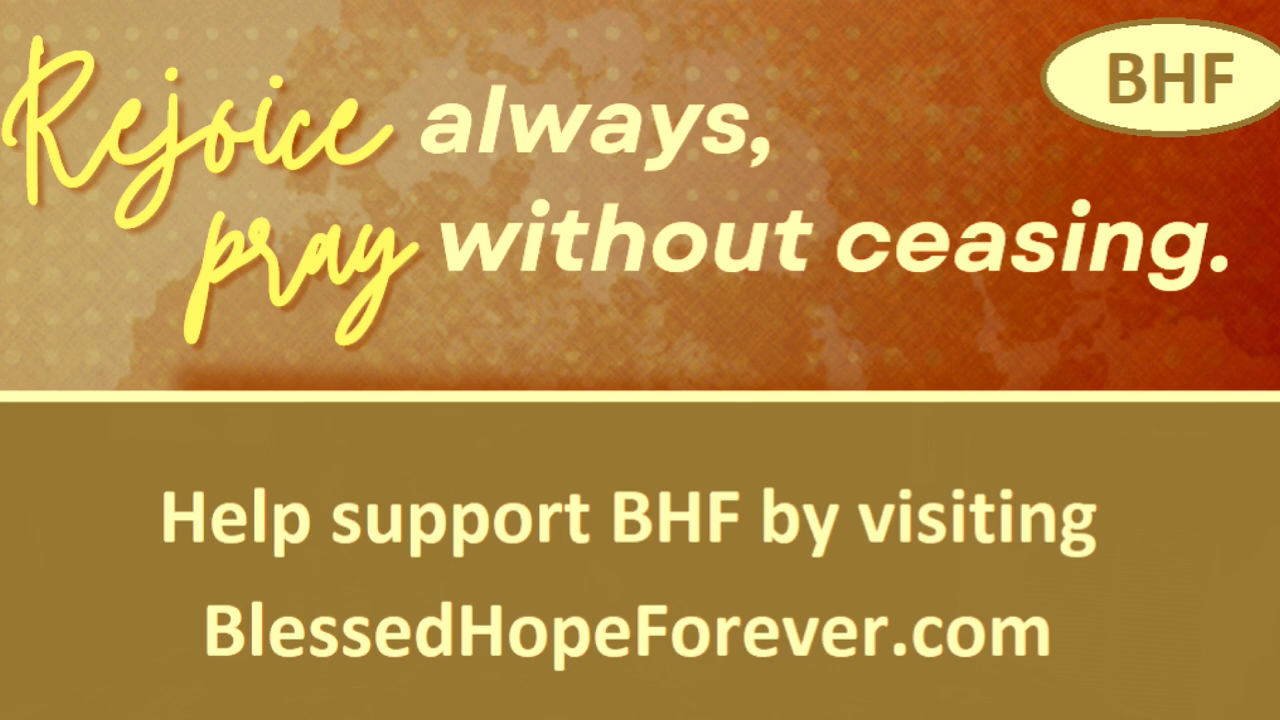 BHF
Rejoice always,
pray without ceasing.
Help support BHF by visiting
BlessedHopeForever.com